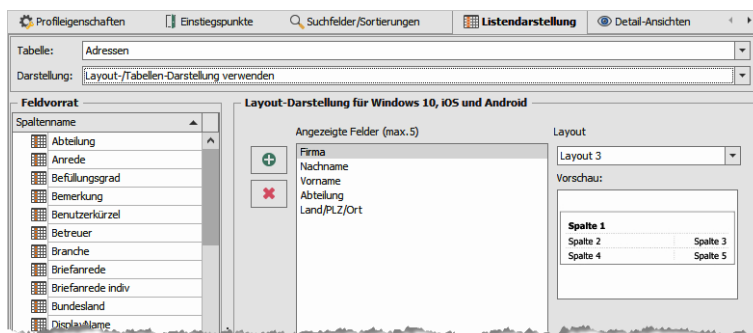 Profileigenschaften Einstiegspunkte Suchfelder/Sortierungen Listendarstellung Detail-Ansichten
Tabelle: Adressen
Darstellung: Layout-/Tabellen-Darstellung verwenden
Feldvorrat
Spaltenname
Abteilung
Anrede
Befüllungsgrad
Bemerkung
Benutzerkürzel
Betreuer
Branche
Briefanrede
Briefanrede indiv
Bundesland
DisplayName
Layout-Darstellung für Windows 10, iOS und Android
Angezeigte Felder (max.5)
Firma
Nachname
Vorname
Abteilung
Land/PLZ/Ort
Layout
Layout 3
Vorschau:
Spalte 1
Spalte 2 Spalte 3
Spalte 4 Spalte 5